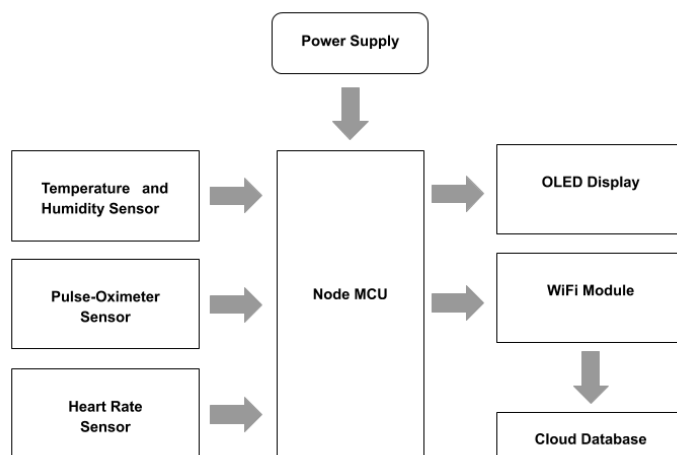 Power Supply
Temperature and
Humidity Sensor
OLED Display
Pulse-Oximeter
Sensor
Node MCU
WiFi Module
Heart Rate
Sensor
Cloud Database